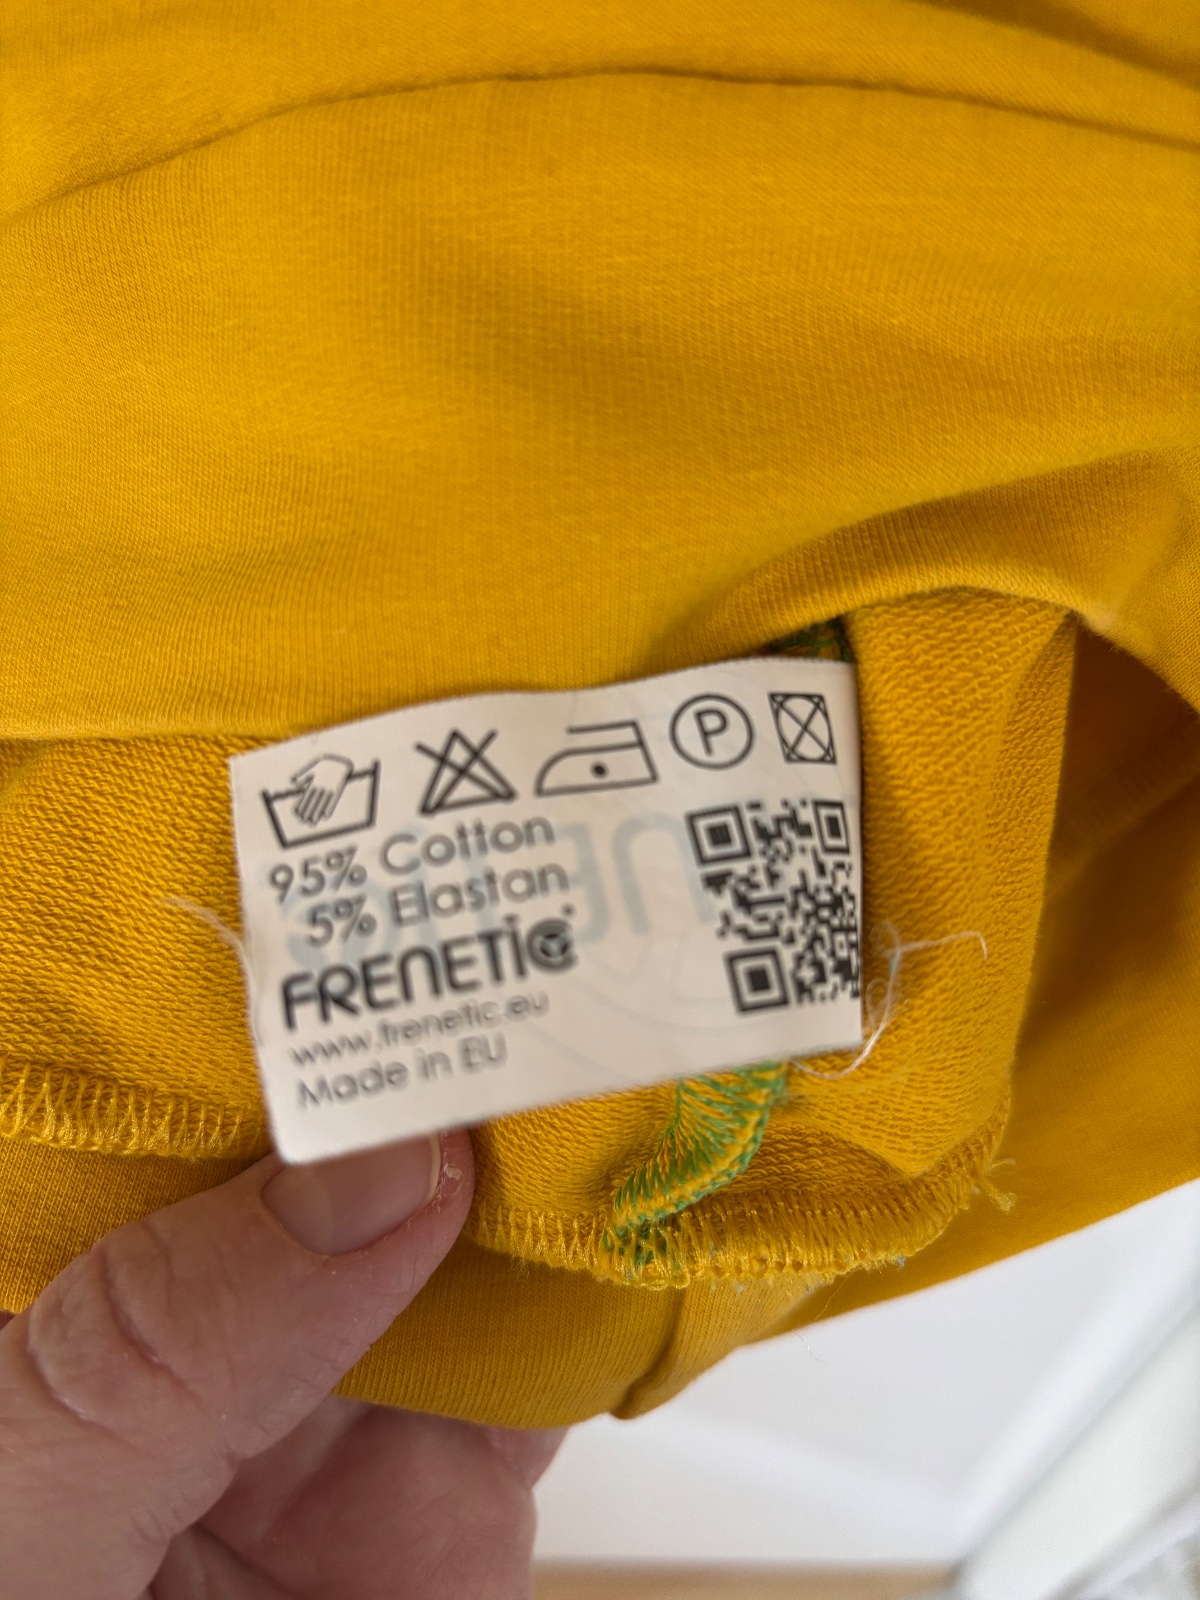 P
95% Cotton
5% Elastan
FRENETIC
www.frenetic.eu
Made in EU